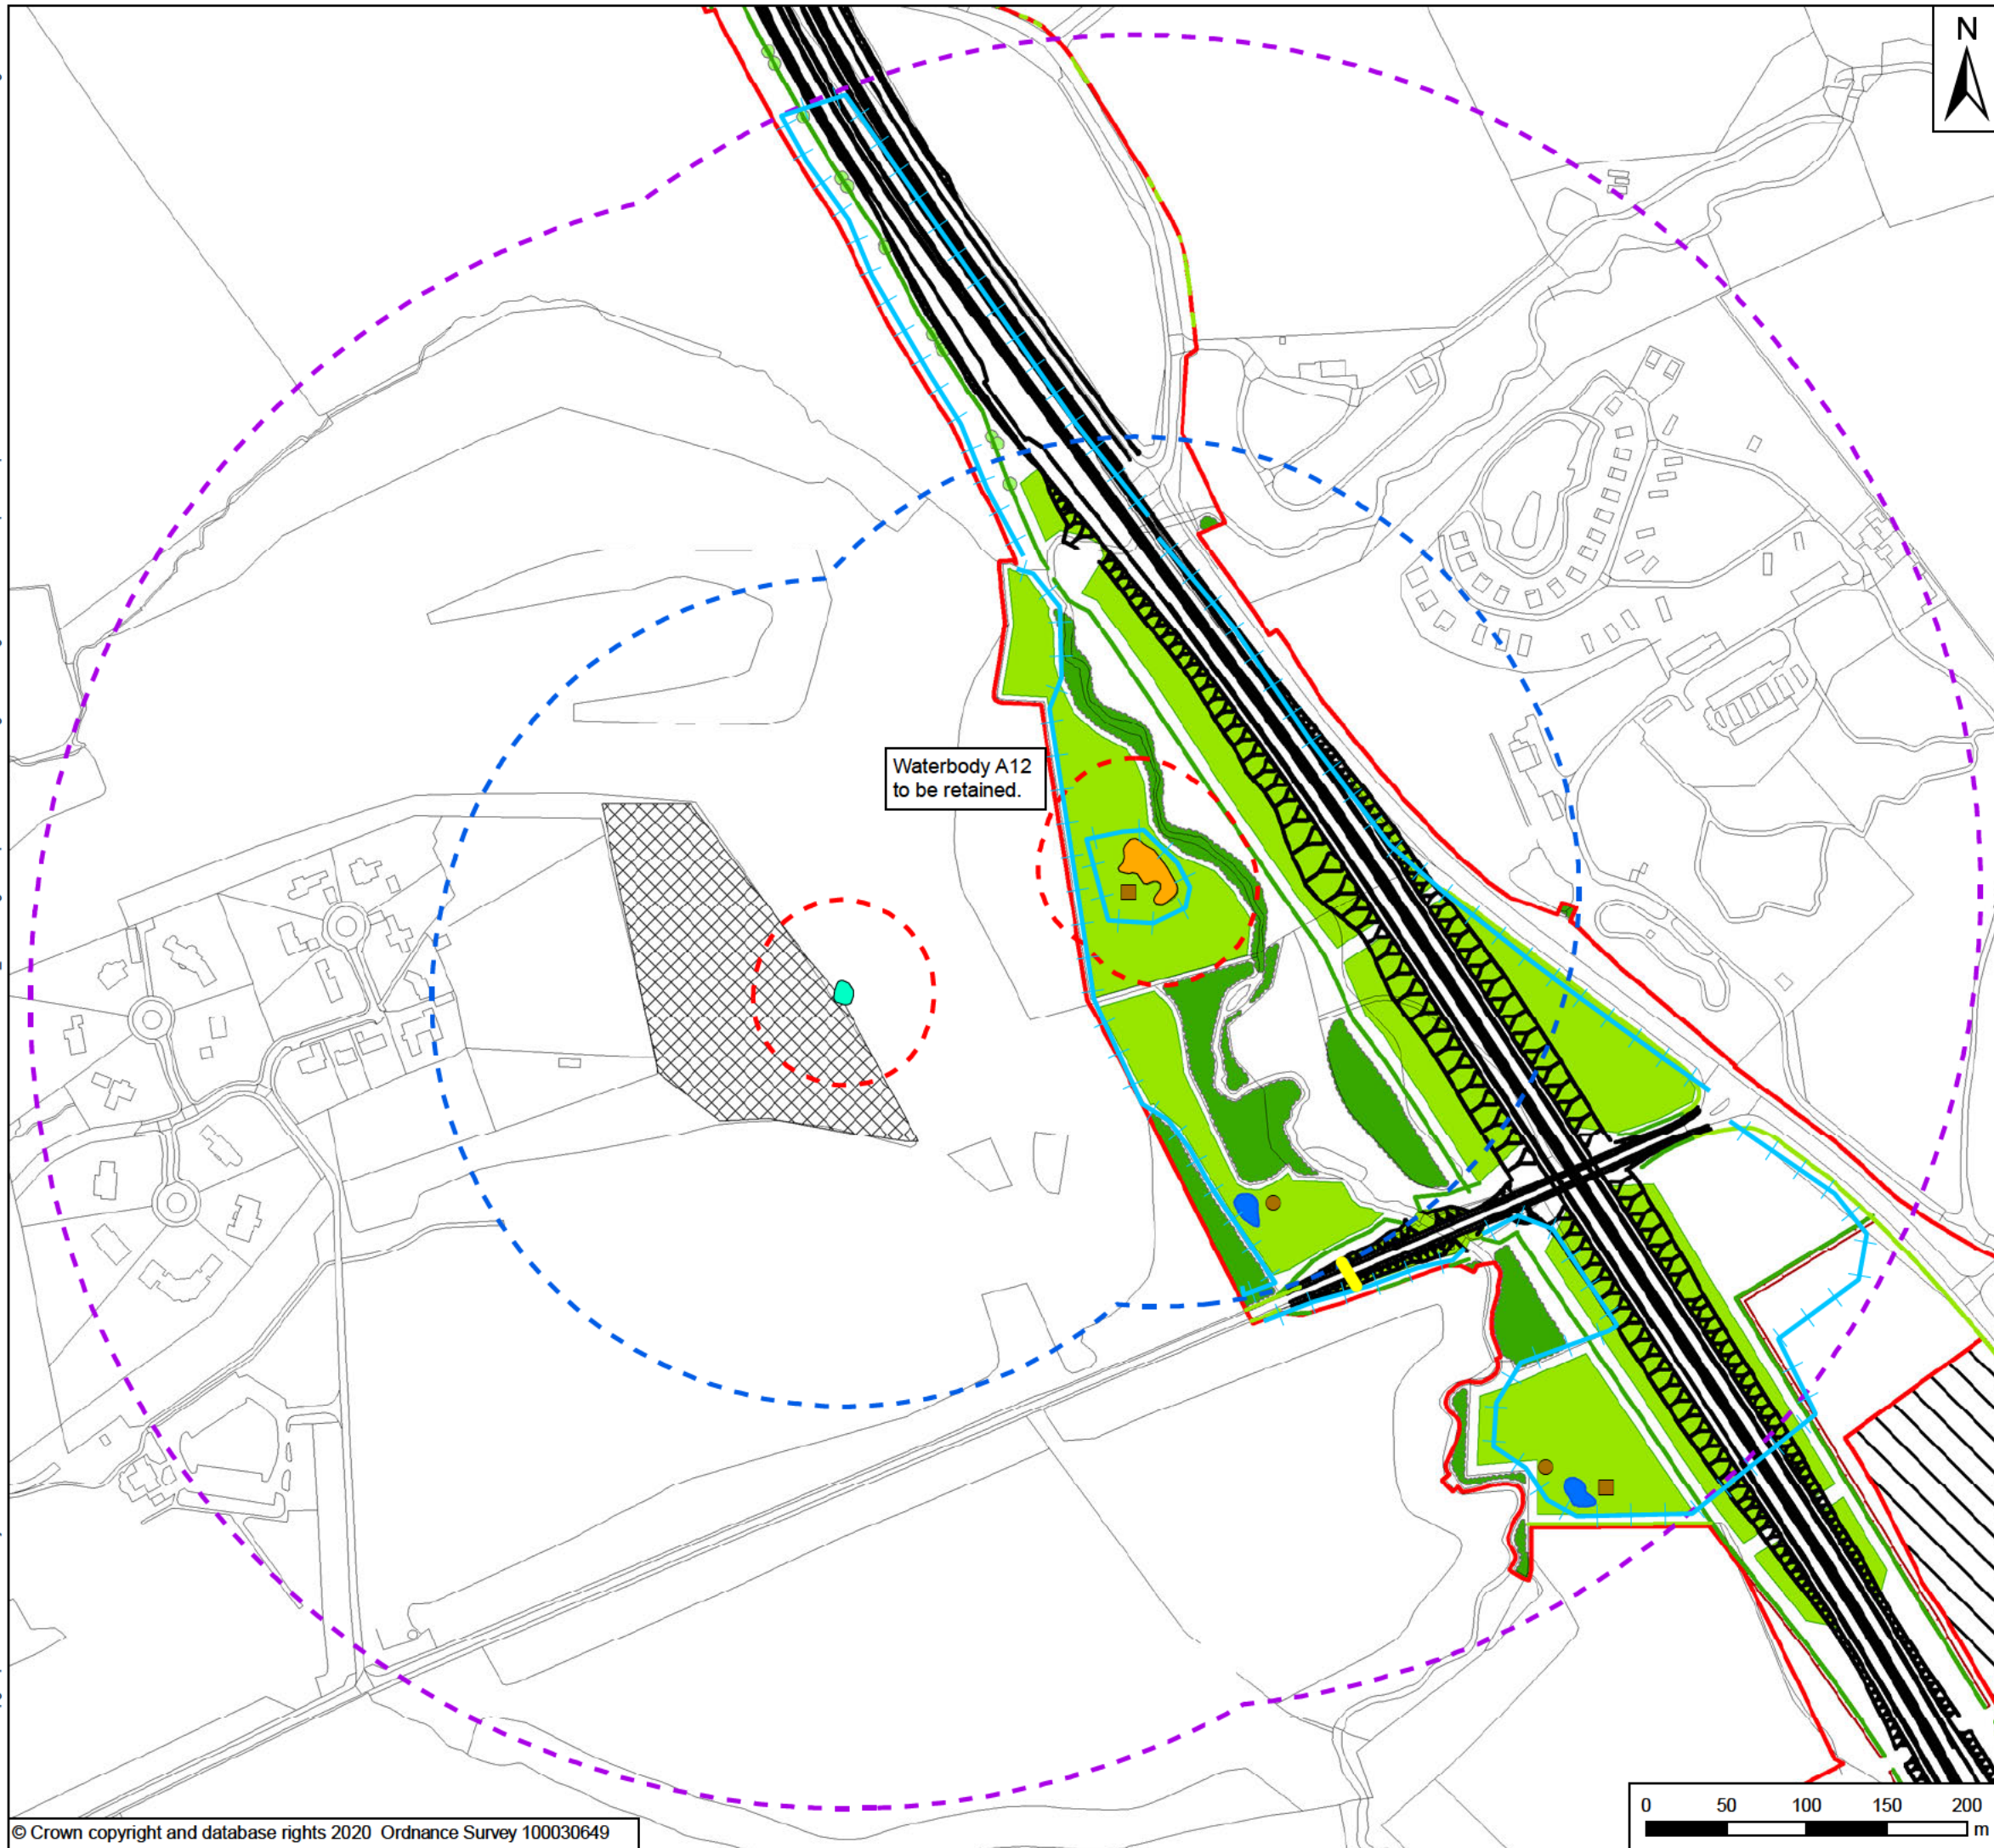 N
Waterbody A12
to be retained.
0 50 100 150 200
m
© Crown copyright and database rights 2020 Ordnance Survey 100030649